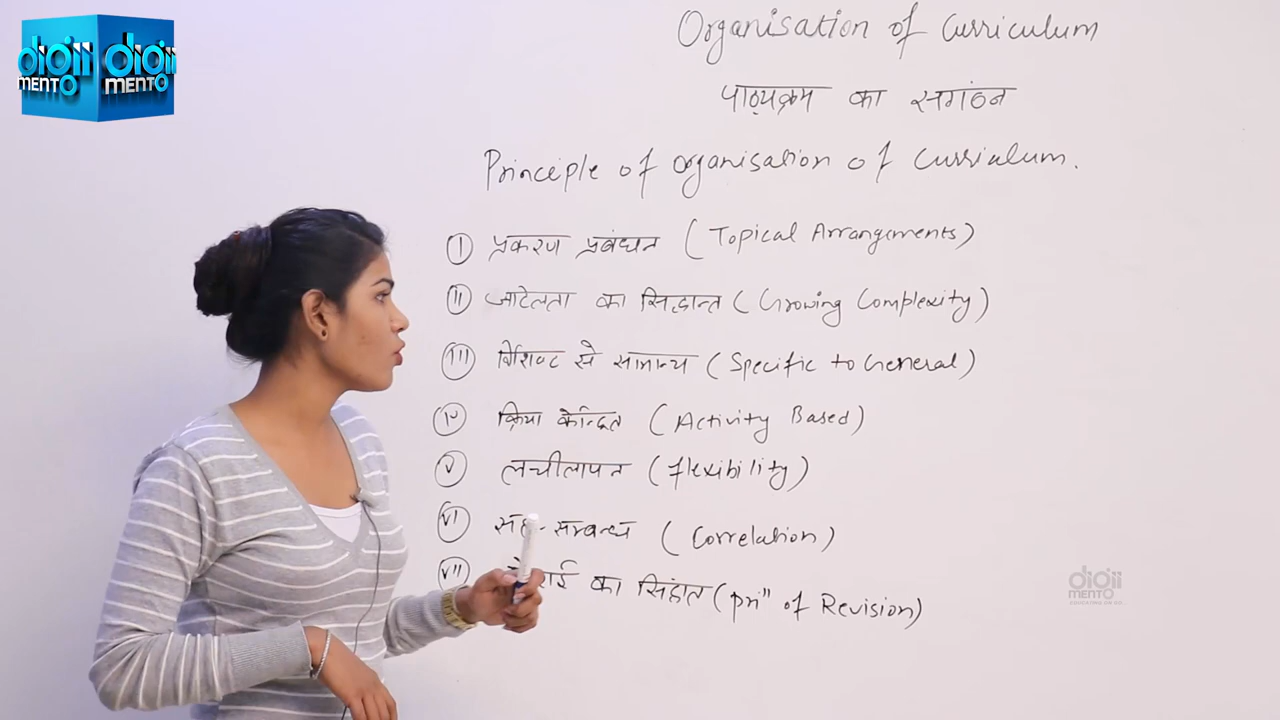 digii MENTO digii MENTO
Organisation of Curriculum
पाठ्यक्रम का सगंठन
Principle of organisation of curriculum.
I प्रकरण प्रबंधन (Topical Arrangements)
II जटिलता का सिद्धान्त (Growing Complexity)
III विशिष्ट से सामान्य (Specific to General)
IV क्रिया केन्द्रित (Activity Based)
V लचीलापन (flexibility)
VI सह-सम्बन्ध (Correlation)
VII का सिद्धांत (prin of Revision)
digii MENTO